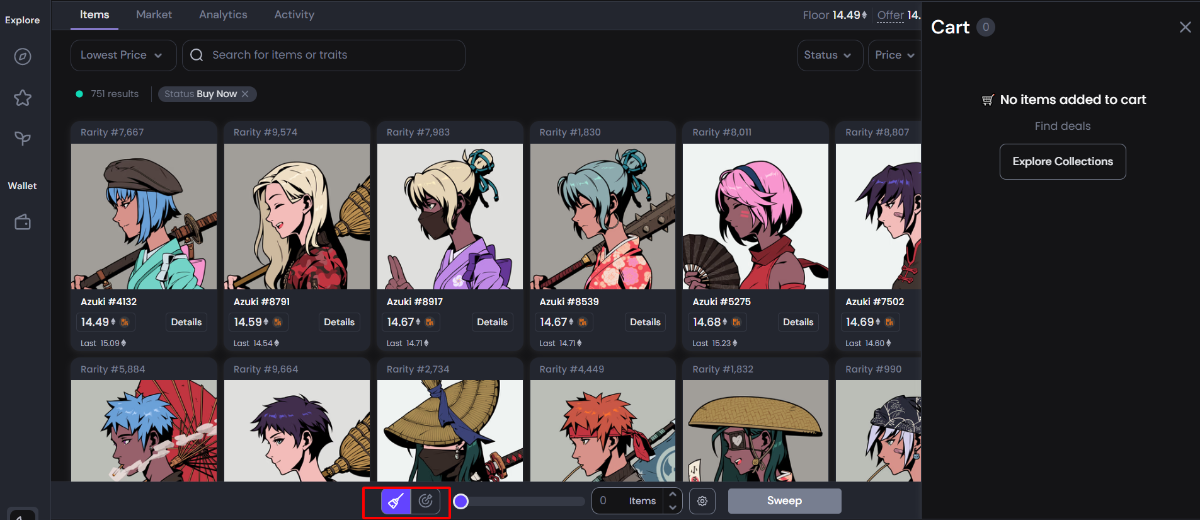 Explore
Wallet
Items Market Analytics Activity Floor 14.49 Offer 14.
Lowest Price Search for items or traits Status Price
751 results Status Buy Now
Rarity #7,667 Rarity #9,574 Rarity #7,983 Rarity #1,830 Rarity #8,011 Rarity #8,807
Azuki #4132 Azuki #8791 Azuki #8917 Azuki #8539 Azuki #5275 Azuki #7502
14.49 Details 14.59 Details 14.67 Details 14.67 Details 14.68 Details 14.69
Last 15.09 Last 14.54 Last 14.71 Last 14.71 Last 15.23 Last 14.60
Rarity #5,884 Rarity #9,664 Rarity #2,734 Rarity #4,449 Rarity #1,832 Rarity #990
0 Items Sweep
Cart 0
No items added to cart
Find deals
Explore Collections